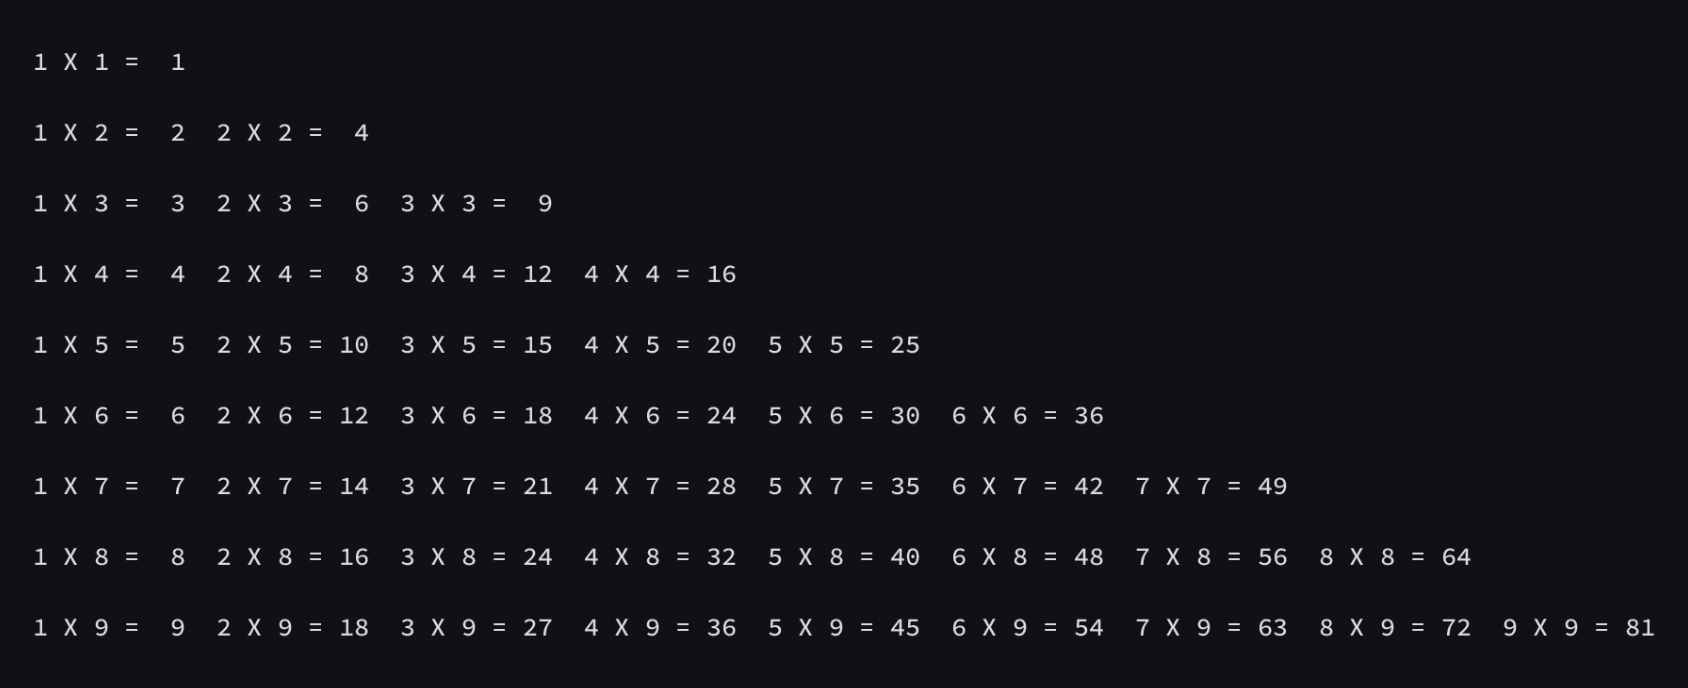 1 X 1 =  1
1 X 2 =  2  2 X 2 =  4
1 X 3 =  3  2 X 3 =  6  3 X 3 =  9
1 X 4 =  4  2 X 4 =  8  3 X 4 = 12  4 X 4 = 16
1 X 5 =  5  2 X 5 = 10  3 X 5 = 15  4 X 5 = 20  5 X 5 = 25
1 X 6 =  6  2 X 6 = 12  3 X 6 = 18  4 X 6 = 24  5 X 6 = 30  6 X 6 = 36
1 X 7 =  7  2 X 7 = 14  3 X 7 = 21  4 X 7 = 28  5 X 7 = 35  6 X 7 = 42  7 X 7 = 49
1 X 8 =  8  2 X 8 = 16  3 X 8 = 24  4 X 8 = 32  5 X 8 = 40  6 X 8 = 48  7 X 8 = 56  8 X 8 = 64
1 X 9 =  9  2 X 9 = 18  3 X 9 = 27  4 X 9 = 36  5 X 9 = 45  6 X 9 = 54  7 X 9 = 63  8 X 9 = 72  9 X 9 = 81